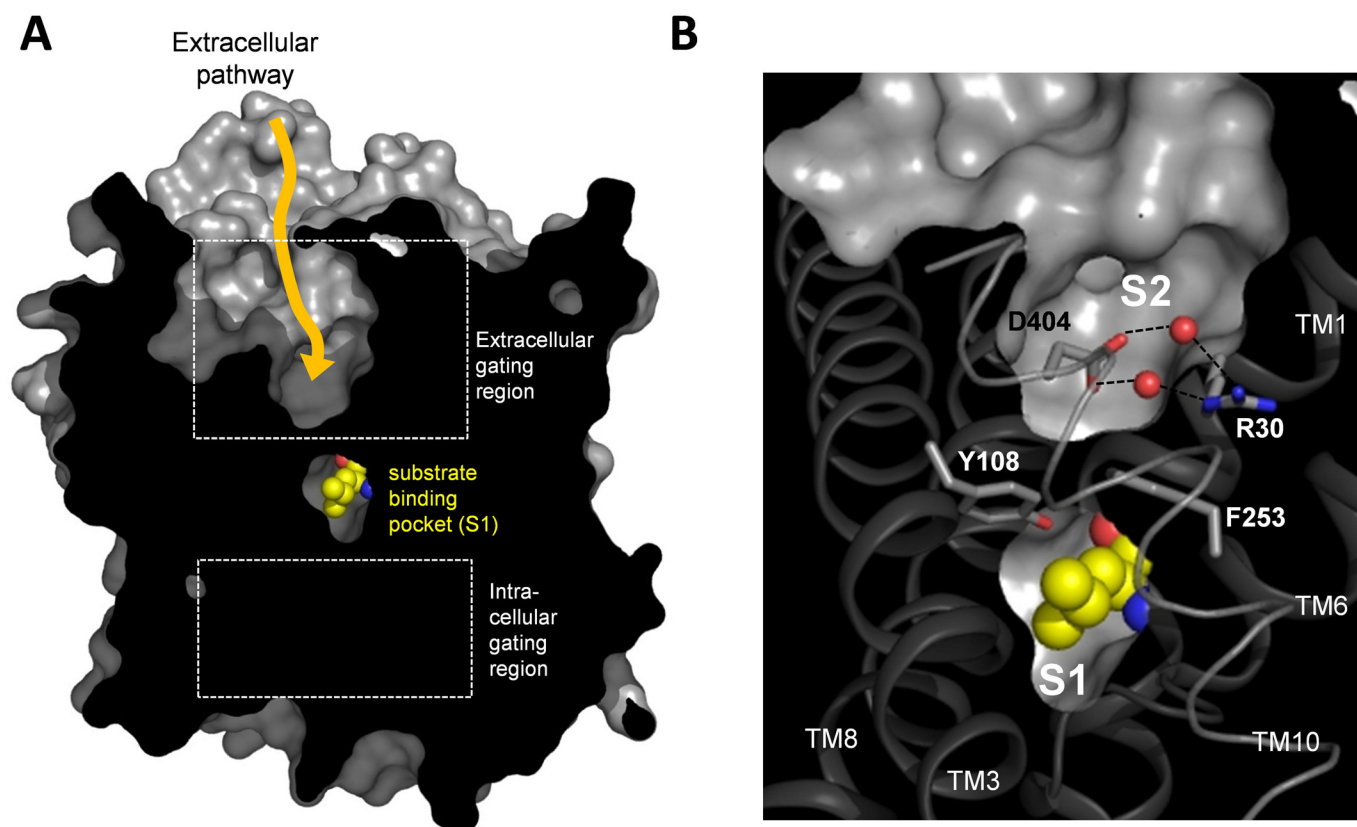 A
Extracellular
pathway
Extracellular
gating
region
substrate
binding
pocket (S1)
Intra-
cellular
gating
region
B
S2
D404
TM1
R30
Y108
F253
TM6
S1
TM8
TM10
TM3